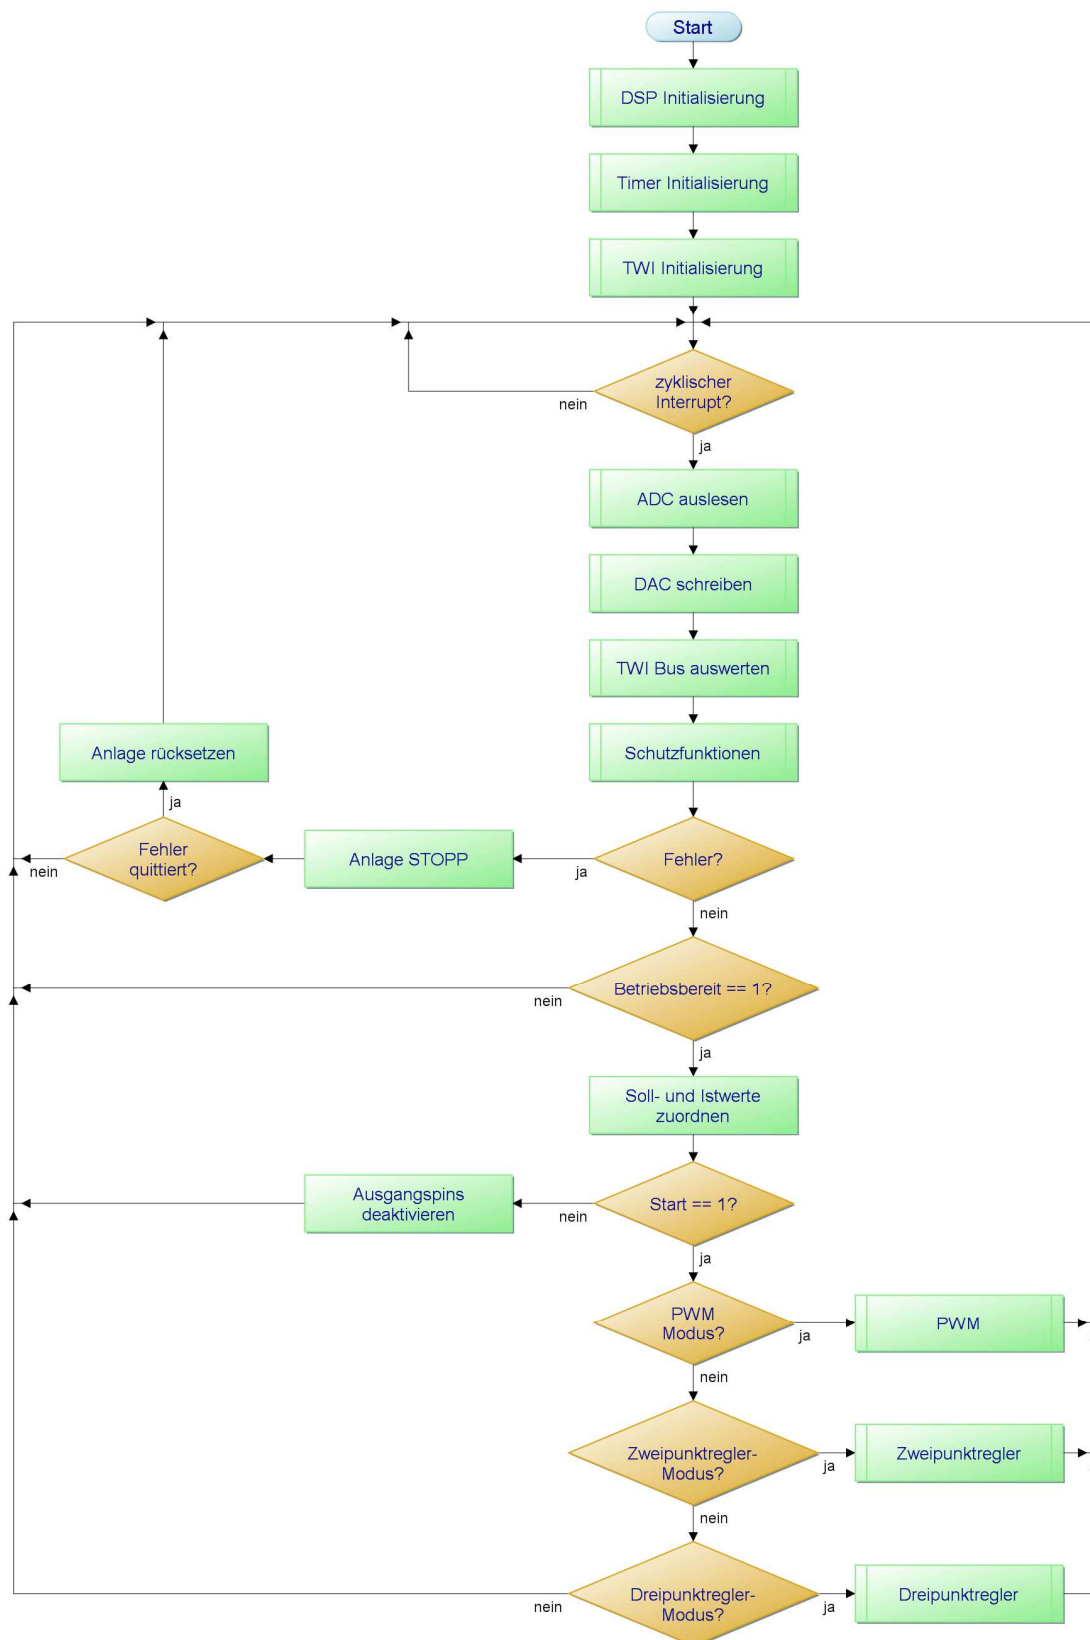 Start
DSP Initialisierung
Timer Initialisierung
TWI Initialisierung
zyklischer
Interrupt?
nein
ja
ADC auslesen
DAC schreiben
TWI Bus auswerten
Schutzfunktionen
Anlage rücksetzen
ja
Fehler
quittiert?
nein
Anlage STOPP
ja
Fehler?
nein
Betriebsbereit == 1?
nein
ja
Soll- und Istwerte
zuordnen
Ausgangspins
deaktivieren
nein
Start == 1?
ja
PWM
Modus?
ja
PWM
nein
Zweipunktregler-
Modus?
ja
Zweipunktregler
nein
nein
Dreipunktregler-
Modus?
ja
Dreipunktregler